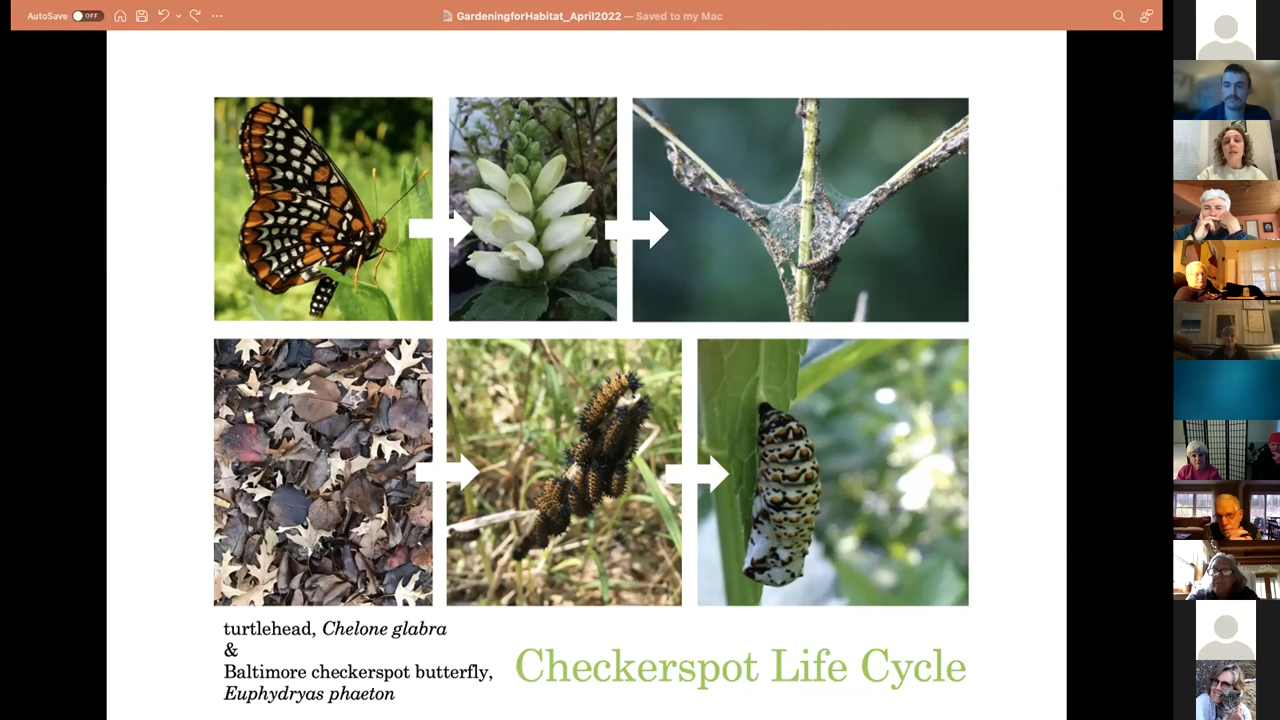 AutoSave OFF
GardeningforHabitat_April2022 — Saved to my Mac
turtlehead, Chelone glabra
&
Baltimore checkerspot butterfly,
Euphydryas phaeton
Checkerspot Life Cycle